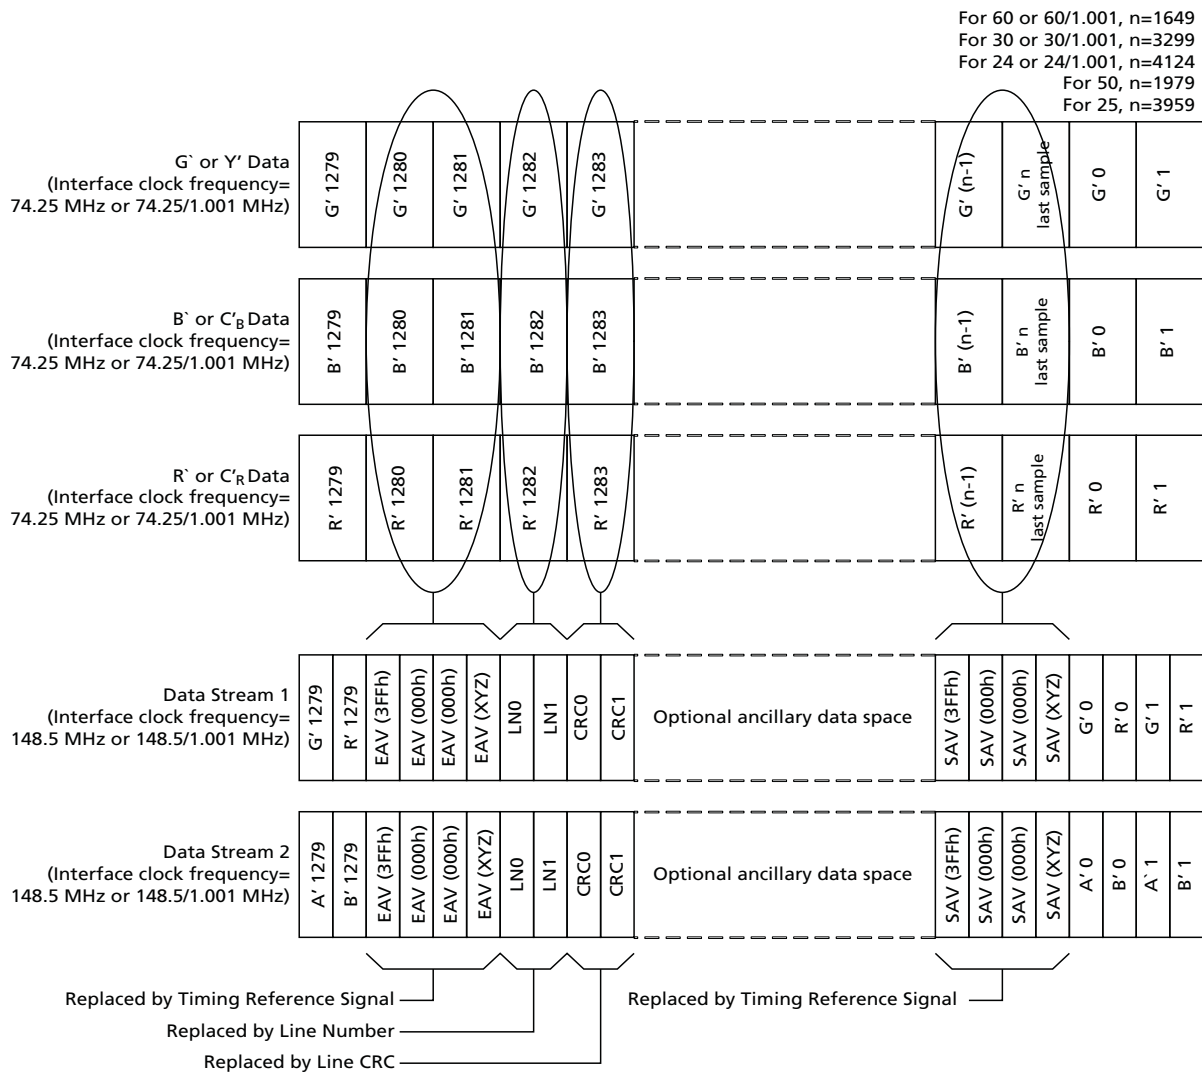 For 60 or 60/1.001, n=1649
For 30 or 30/1.001, n=3299
For 24 or 24/1.001, n=4124
For 50, n=1979
For 25, n=3959
G` or Y’ Data
(Interface clock frequency=
74.25 MHz or 74.25/1.001 MHz)
G’ 1279
G’ 1280
G’ 1281
G’ 1282
G’ 1283
G’ (n-1)
G’ n
last sample
G’ 0
G’ 1
B` or C’B Data
(Interface clock frequency=
74.25 MHz or 74.25/1.001 MHz)
B’ 1279
B’ 1280
B’ 1281
B’ 1282
B’ 1283
B’ (n-1)
B’ n
last sample
B’ 0
B’ 1
R` or C’R Data
(Interface clock frequency=
74.25 MHz or 74.25/1.001 MHz)
R’ 1279
R’ 1280
R’ 1281
R’ 1282
R’ 1283
R’ (n-1)
R’ n
last sample
R’ 0
R’ 1
Data Stream 1
(Interface clock frequency=
148.5 MHz or 148.5/1.001 MHz)
G’ 1279
R’ 1279
EAV (3FFh)
EAV (000h)
EAV (000h)
EAV (XYZ)
LN0
LN1
CRC0
CRC1
Optional ancillary data space
SAV (3FFh)
SAV (000h)
SAV (000h)
SAV (XYZ)
G’ 0
R’ 0
G’ 1
R’ 1
Data Stream 2
(Interface clock frequency=
148.5 MHz or 148.5/1.001 MHz)
A’ 1279
B’ 1279
EAV (3FFh)
EAV (000h)
EAV (000h)
EAV (XYZ)
LN0
LN1
CRC0
CRC1
Optional ancillary data space
SAV (3FFh)
SAV (000h)
SAV (000h)
SAV (XYZ)
A’ 0
B’ 0
A` 1
B’ 1
Replaced by Timing Reference Signal
Replaced by Timing Reference Signal
Replaced by Line Number
Replaced by Line CRC